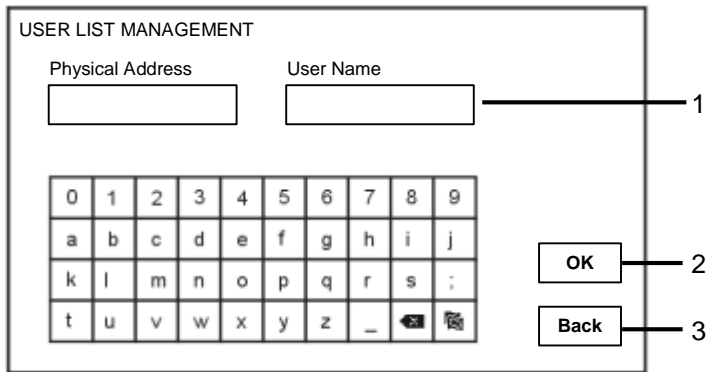 USER LIST MANAGEMENT
Physical Address User Name
1
0 1 2 3 4 5 6 7 8 9
a b c d e f g h i j
k l m n o p q r s ;
t u v w x y z _
OK 2
Back 3